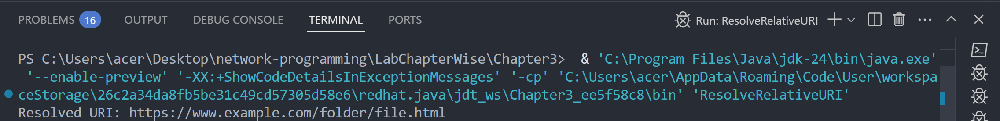 PROBLEMS 16 OUTPUT DEBUG CONSOLE TERMINAL PORTS Run: ResolveRelativeURI
PS C:\Users\acer\Desktop\network-programming\LabChapterWise\Chapter3>  & 'C:\Program Files\Java\jdk-24\bin\java.exe'
'--enable-preview' '-XX:+ShowCodeDetailsInExceptionMessages' '-cp' 'C:\Users\acer\AppData\Roaming\Code\User\workspa
ceStorage\26c2a34da8fb5be31c49cd57305d58e6\redhat.java\jdt_ws\Chapter3_ee5f58c8\bin' 'ResolveRelativeURI'
Resolved URI: https://www.example.com/folder/file.html